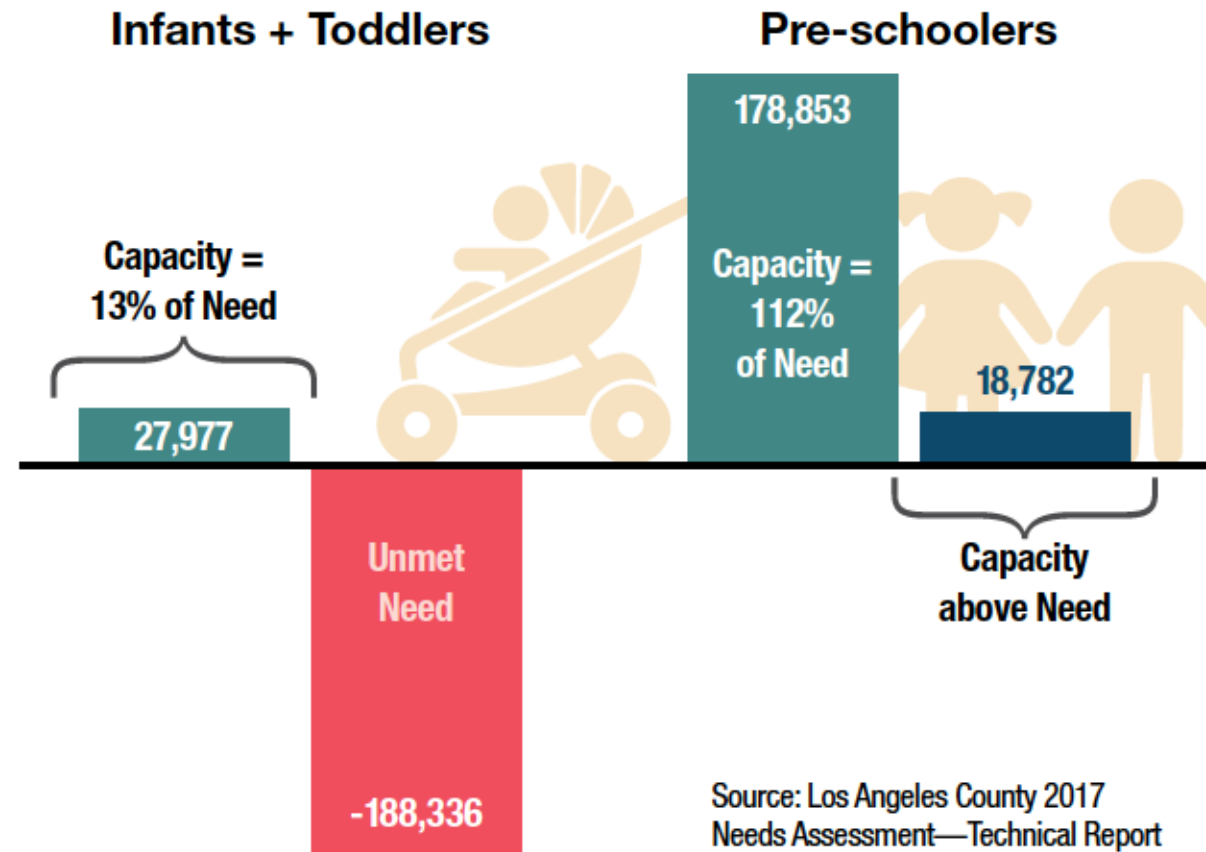 Infants + Toddlers
Capacity =
13% of Need
27,977
Unmet
Need
-188,336
Pre-schoolers
178,853
Capacity =
112%
of Need
18,782
Capacity
above Need
Source: Los Angeles County 2017
Needs Assessment—Technical Report